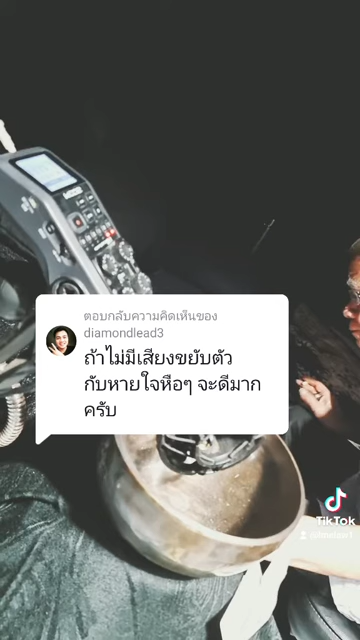 ตอบกลับความคิดเห็นของ
diamondlead3
ถ้าไม่มีเสียงขยับตัว
กับหายใจหือๆ จะดีมาก
ครับ
TikTok